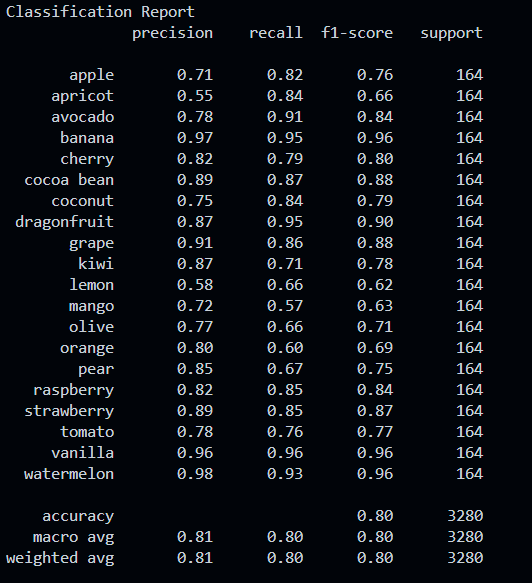 Classification Report
precision recall f1-score support
apple 0.71 0.82 0.76 164
apricot 0.55 0.84 0.66 164
avocado 0.78 0.91 0.84 164
banana 0.97 0.95 0.96 164
cherry 0.82 0.79 0.80 164
cocoa bean 0.89 0.87 0.88 164
coconut 0.75 0.84 0.79 164
dragonfruit 0.87 0.95 0.90 164
grape 0.91 0.86 0.88 164
kiwi 0.87 0.71 0.78 164
lemon 0.58 0.66 0.62 164
mango 0.72 0.57 0.63 164
olive 0.77 0.66 0.71 164
orange 0.80 0.60 0.69 164
pear 0.85 0.67 0.75 164
raspberry 0.82 0.85 0.84 164
strawberry 0.89 0.85 0.87 164
tomato 0.78 0.76 0.77 164
vanilla 0.96 0.96 0.96 164
watermelon 0.98 0.93 0.96 164
accuracy 0.80 3280
macro avg 0.81 0.80 0.80 3280
weighted avg 0.81 0.80 0.80 3280